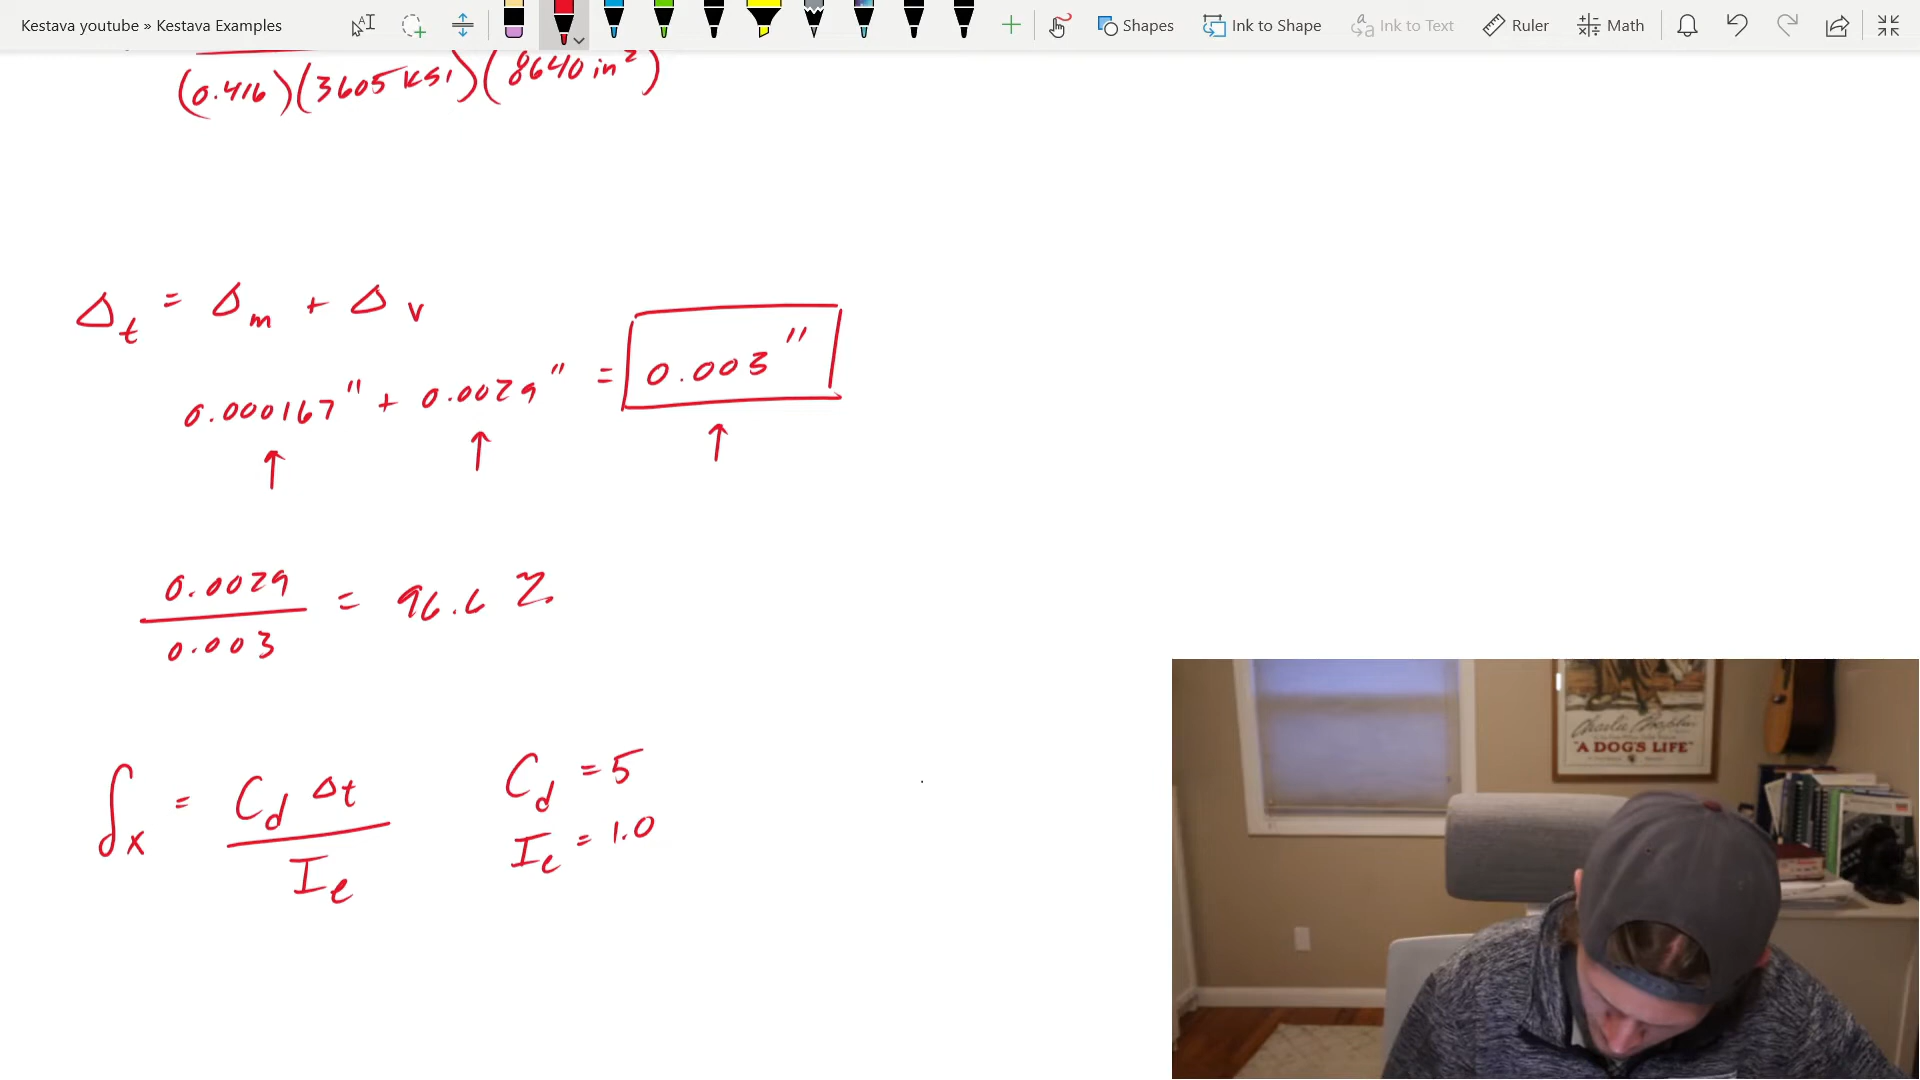 Kestava youtube » Kestava Examples
Shapes
Ink to Shape
Ink to Text
Ruler
Math
(0.416)(3605 ksi)(8640 in²)
Δt = Δm + Δv
0.000167" + 0.0029" = 0.003"
↑ ↑ ↑
0.0029
0.003
= 96.6 %
δx = Cd Δt
Ie
Cd = 5
Ie = 1.0
Charlie Chaplin
"A DOG'S LIFE"